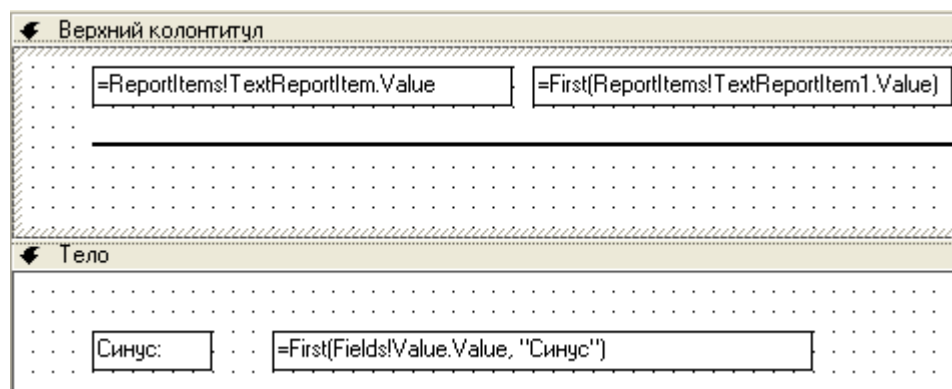 Верхний колонтитул
=ReportItems!TextReportItem.Value =First(ReportItems!TextReportItem1.Value)
Тело
Синус: =First(Fields!Value.Value, "Синус")